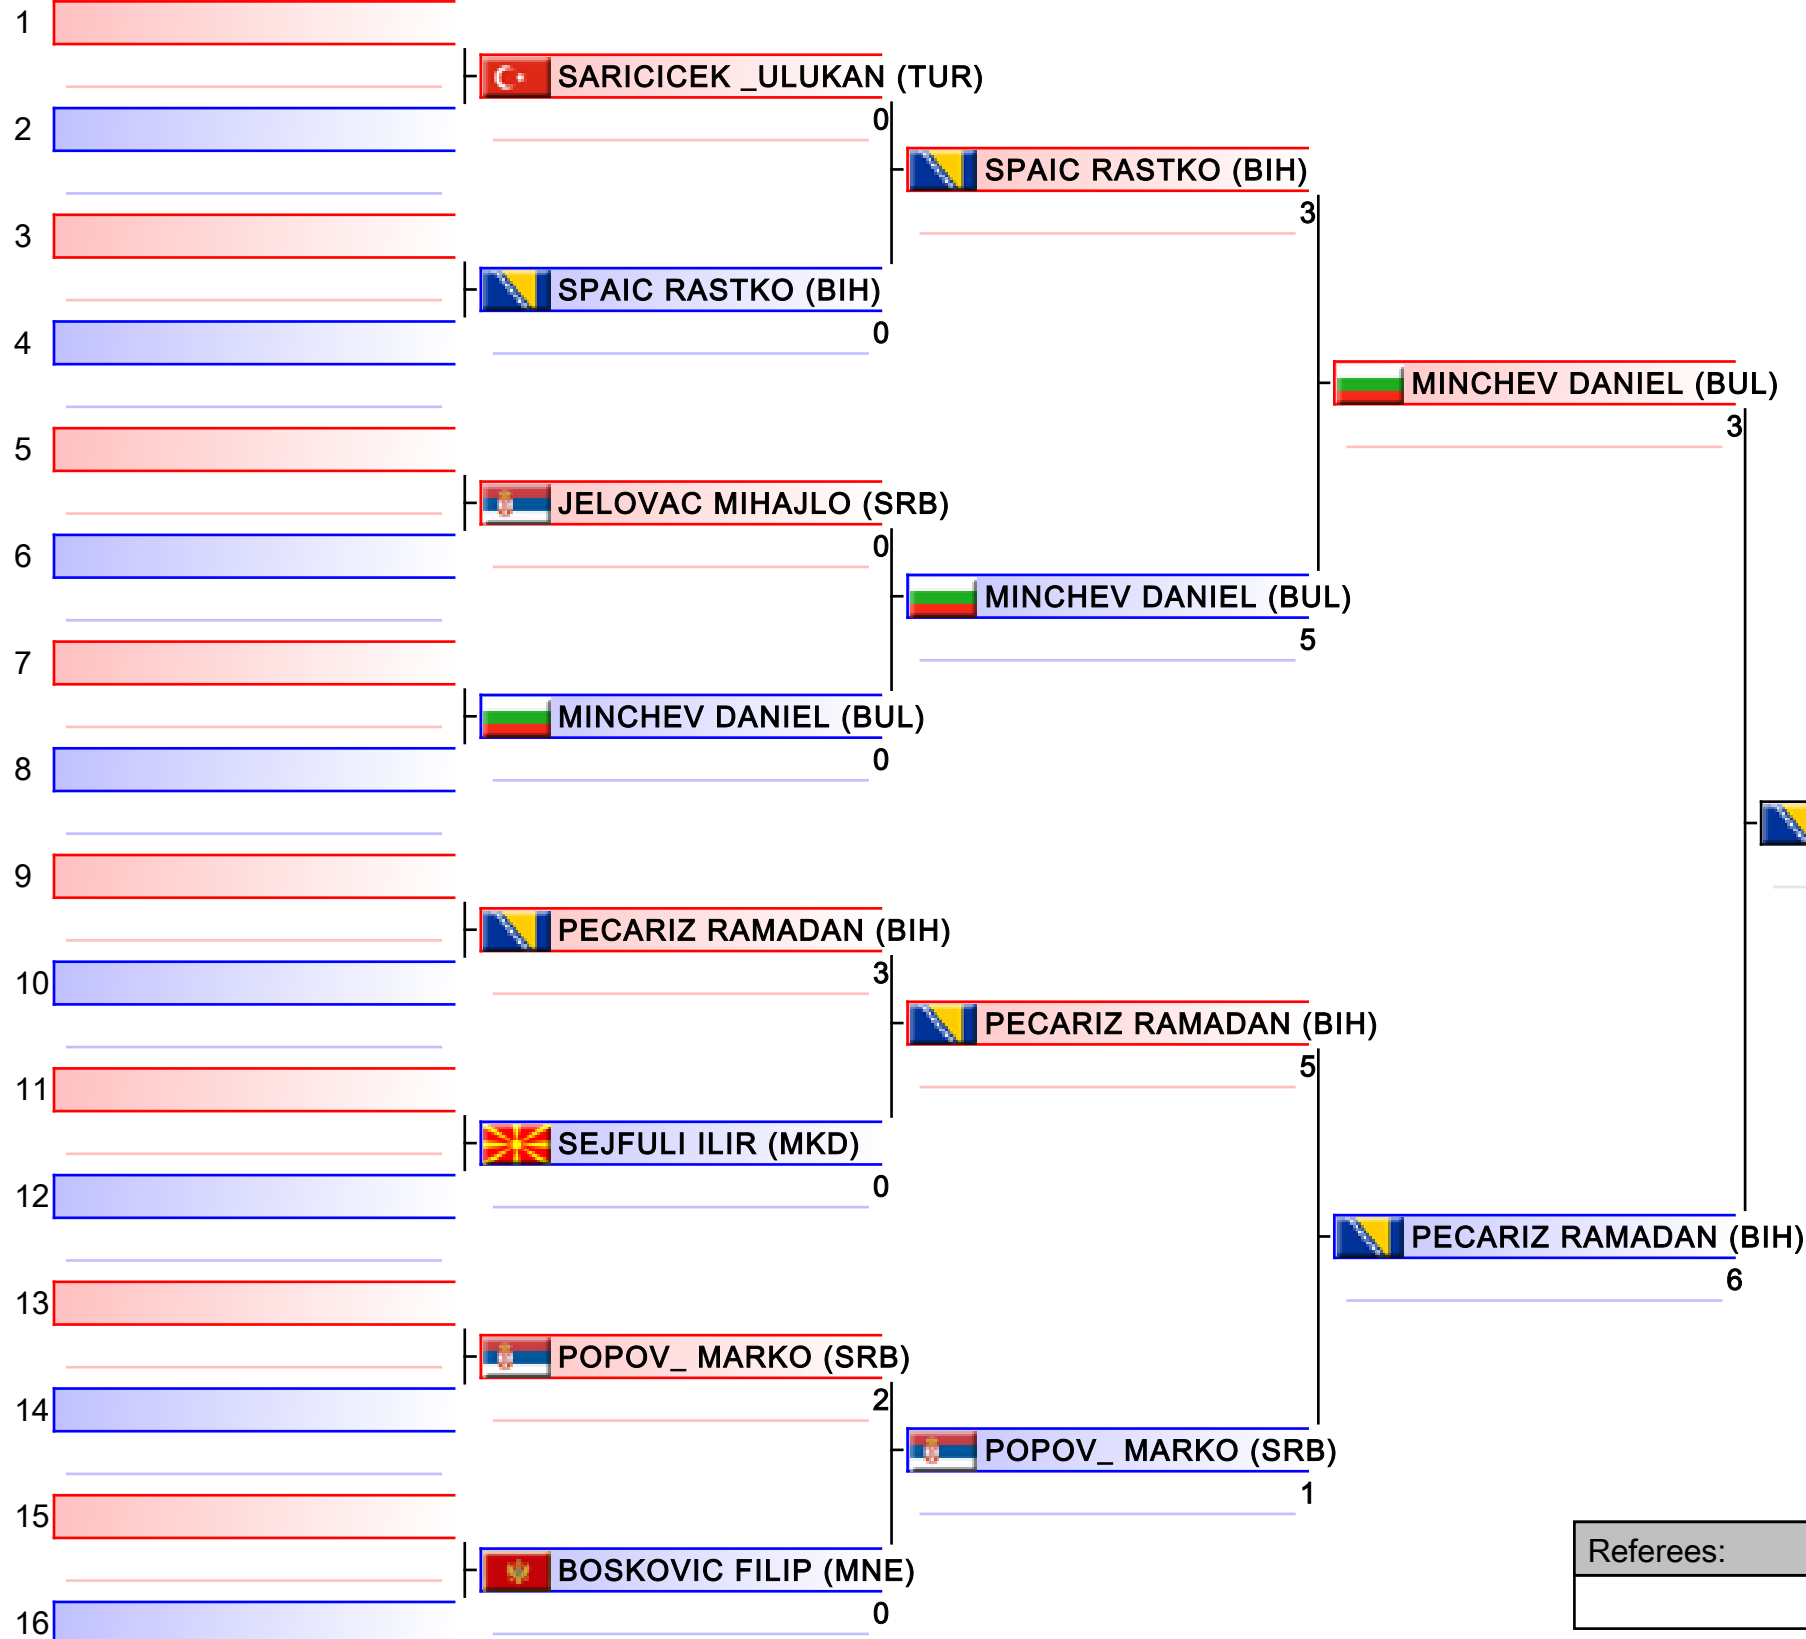 1
SARICICEK _ULUKAN (TUR)
0
2
SPAIC RASTKO (BIH)
3
3
SPAIC RASTKO (BIH)
0
4
MINCHEV DANIEL (BUL)
3
5
JELOVAC MIHAJLO (SRB)
0
6
MINCHEV DANIEL (BUL)
5
7
MINCHEV DANIEL (BUL)
0
8
9
PECARIZ RAMADAN (BIH)
3
10
PECARIZ RAMADAN (BIH)
5
11
SEJFULI ILIR (MKD)
0
12
PECARIZ RAMADAN (BIH)
6
13
POPOV_ MARKO (SRB)
2
14
POPOV_ MARKO (SRB)
1
15
BOSKOVIC FILIP (MNE)
0
16
Referees: